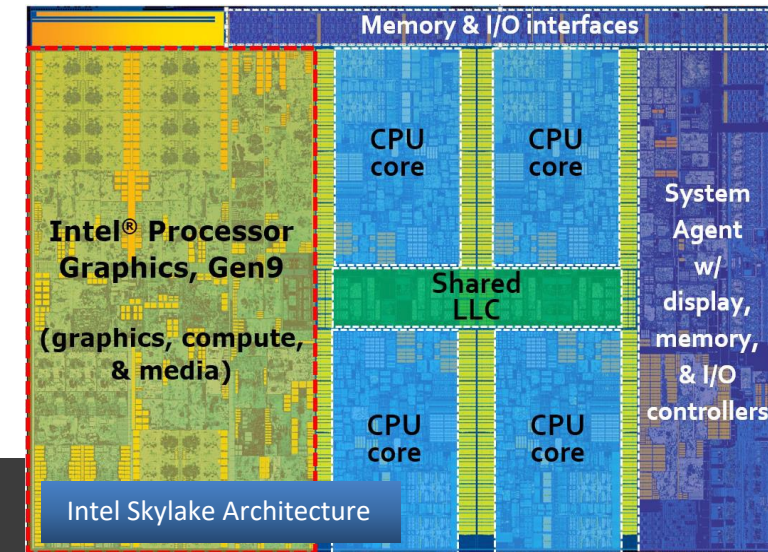 Memory & I/O interfaces
CPU
core
CPU
core
Intel® Processor
Graphics, Gen9
(graphics, compute,
& media)
Shared
LLC
System
Agent
w/
display,
memory,
& I/O
controllers
CPU
core
CPU
core
Intel Skylake Architecture